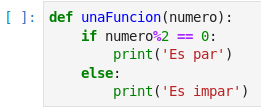 [ ]: def unaFuncion(numero):
    if numero%2 == 0:
        print('Es par')
    else:
        print('Es impar')